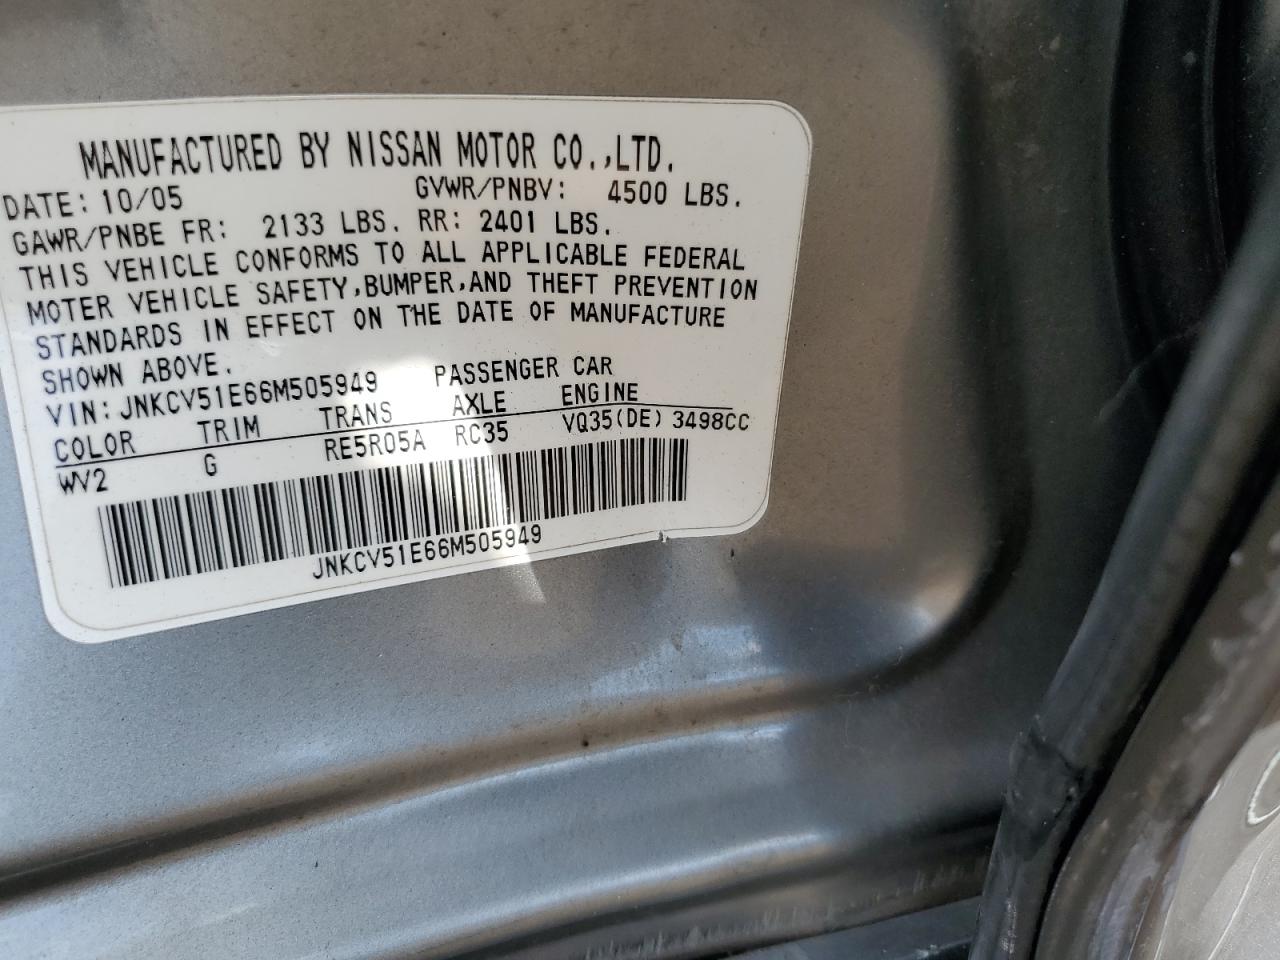 MANUFACTURED BY NISSAN MOTOR CO.,LTD.
DATE: 10/05 GVWR/PNBV: 4500 LBS.
GAWR/PNBE FR: 2133 LBS. RR: 2401 LBS.
THIS VEHICLE CONFORMS TO ALL APPLICABLE FEDERAL
MOTER VEHICLE SAFETY,BUMPER,AND THEFT PREVENTION
STANDARDS IN EFFECT ON THE DATE OF MANUFACTURE
SHOWN ABOVE.
VIN: JNKCV51E66M505949 PASSENGER CAR
COLOR TRIM TRANS AXLE ENGINE
WV2 G RE5R05A RC35 VQ35(DE) 3498CC
JNKCV51E66M505949